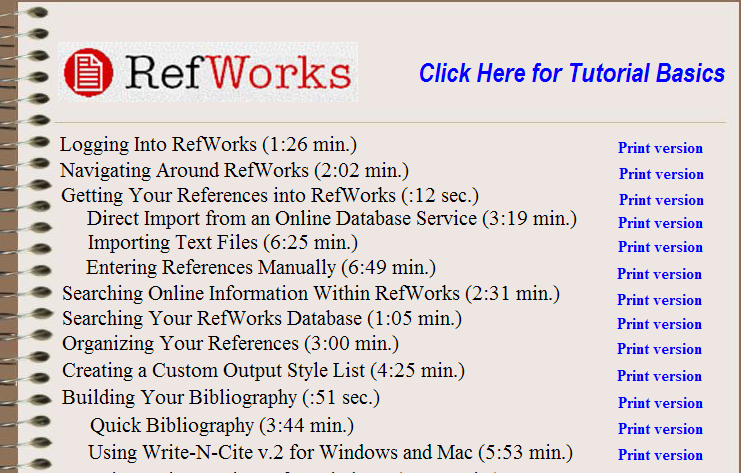 RefWorks
Click Here for Tutorial Basics
Logging Into RefWorks (1:26 min.) Print version
Navigating Around RefWorks (2:02 min.) Print version
Getting Your References into RefWorks (:12 sec.) Print version
Direct Import from an Online Database Service (3:19 min.) Print version
Importing Text Files (6:25 min.) Print version
Entering References Manually (6:49 min.) Print version
Searching Online Information Within RefWorks (2:31 min.) Print version
Searching Your RefWorks Database (1:05 min.) Print version
Organizing Your References (3:00 min.) Print version
Creating a Custom Output Style List (4:25 min.) Print version
Building Your Bibliography (:51 sec.) Print version
Quick Bibliography (3:44 min.) Print version
Using Write-N-Cite v.2 for Windows and Mac (5:53 min.) Print version